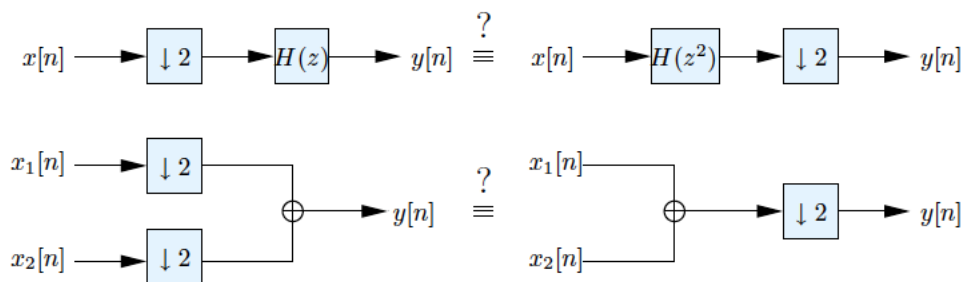 x[n] ↓ 2 H(z) y[n] ? ≡ x[n] H(z²) ↓ 2 y[n]
x₁[n] ↓ 2 x₁[n]
⊕ y[n] ? ≡ ⊕ ↓ 2 y[n]
x₂[n] ↓ 2 x₂[n]